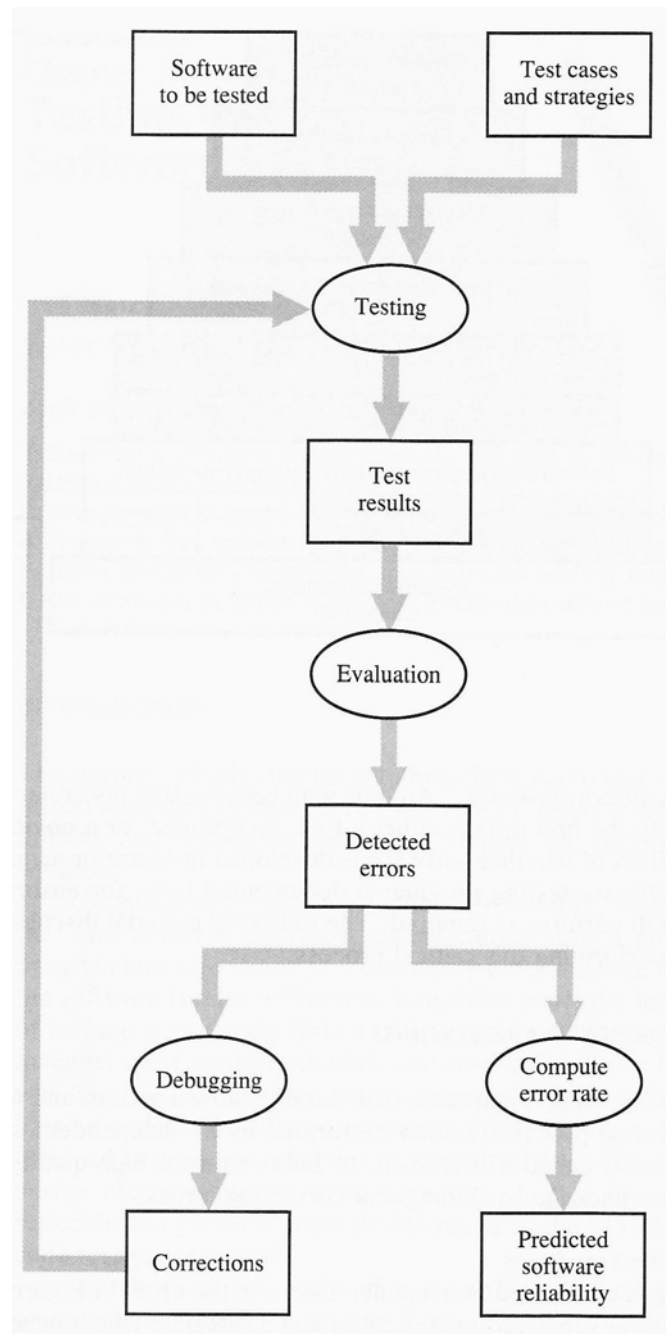 Software
to be tested
Test cases
and strategies
Testing
Test
results
Evaluation
Detected
errors
Debugging
Compute
error rate
Corrections
Predicted
software
reliability